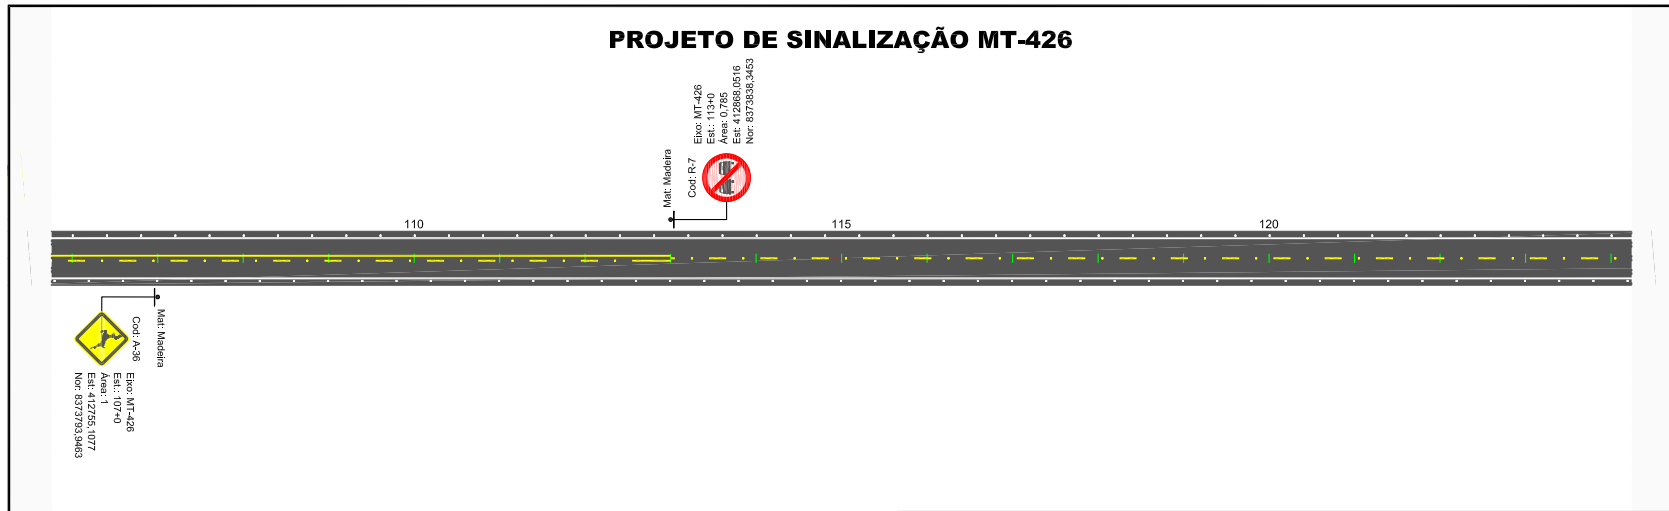 PROJETO DE SINALIZAÇÃO MT-426
Mat: Madeira
Cod: R-7
Eixo: MT-426
Est.: 113+0
Área: 0,785
Est: 412868,0516
Nor: 8373838,3453
110
115
120
Mat: Madeira
Cod: A-36
Eixo: MT-426
Est.: 107+0
Área: 1
Est: 412755,1077
Nor: 8373793,9463